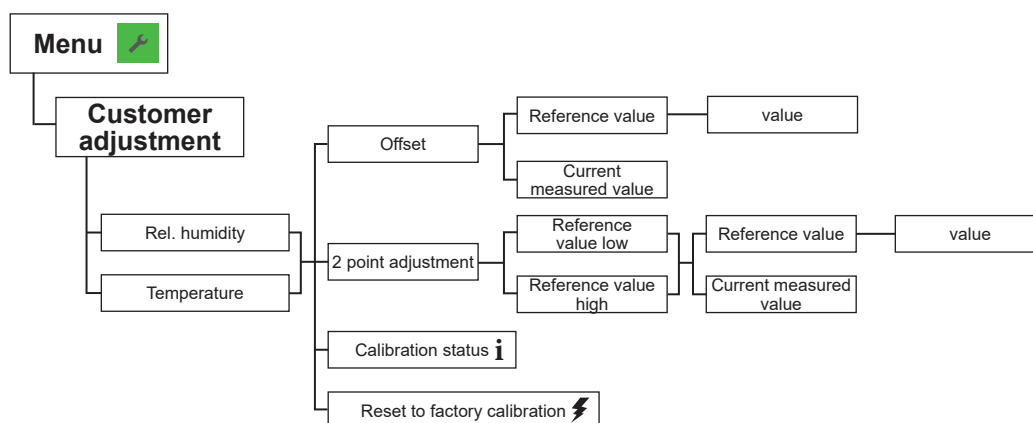 Menu
Customer
adjustment
Rel. humidity
Temperature
Offset
Reference value
value
Current
measured value
2 point adjustment
Reference
value low
Reference value
high
Reference value
value
Current measured
value
Calibration status i
Reset to factory calibration